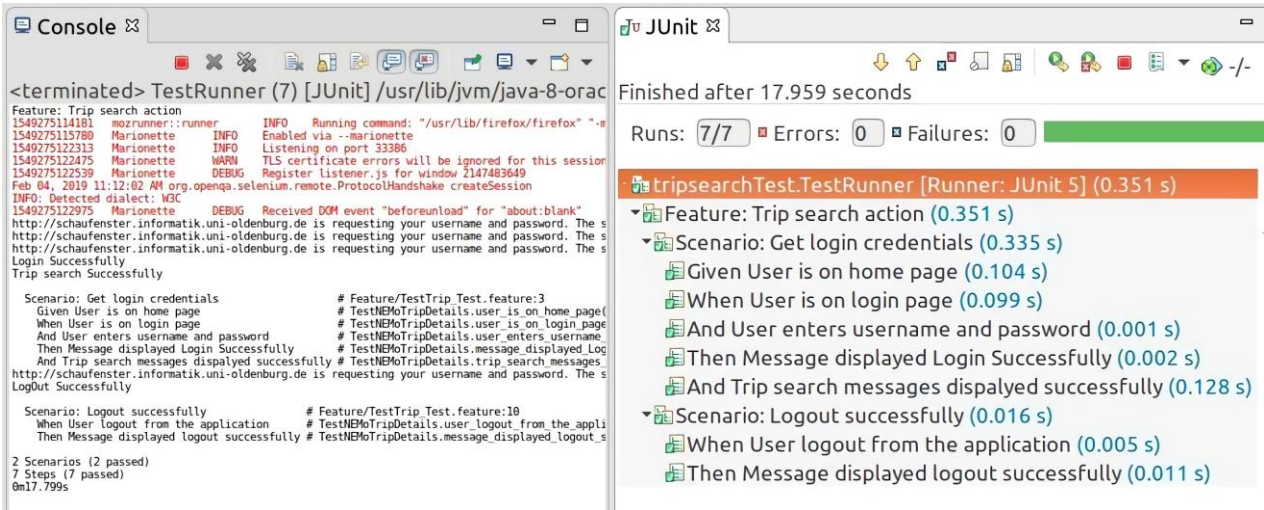 Console
<terminated> TestRunner (7) [JUnit] /usr/lib/jvm/java-8-orac
Feature: Trip search action
1549275114181 mozrunner::runner INFO Running command: "/usr/lib/firefox/firefox" "-m
1549275115780 Marionette INFO Enabled via --marionette
1549275122313 Marionette INFO Listening on port 33386
1549275122475 Marionette WARN TLS certificate errors will be ignored for this session
1549275122539 Marionette DEBUG Register listener.js for window 2147483649
Feb 04, 2019 11:12:02 AM org.openqa.selenium.remote.ProtocolHandshake createSession
INFO: Detected dialect: W3C
1549275122975 Marionette DEBUG Received DOM event "beforeunload" for "about:blank"
http://schaufenster.informatik.uni-oldenburg.de is requesting your username and password. The s
http://schaufenster.informatik.uni-oldenburg.de is requesting your username and password. The s
http://schaufenster.informatik.uni-oldenburg.de is requesting your username and password. The s
Login Successfully
Trip search Successfully
Scenario: Get login credentials # Feature/TestTrip_Test.feature:3
Given User is on home page # TestNEMoTripDetails.user_is_on_home_page(
When User is on login page # TestNEMoTripDetails.user_is_on_login_page
And User enters username and password # TestNEMoTripDetails.user_enters_username_
Then Message displayed Login Successfully # TestNEMoTripDetails.message_displayed_Log
And Trip search messages dispalyed successfully # TestNEMoTripDetails.trip_search_messages_
http://schaufenster.informatik.uni-oldenburg.de is requesting your username and password. The s
LogOut Successfully
Scenario: Logout successfully # Feature/TestTrip_Test.feature:10
When User logout from the application # TestNEMoTripDetails.user_logout_from_the_appli
Then Message displayed logout successfully # TestNEMoTripDetails.message_displayed_logout_s
2 Scenarios (2 passed)
7 Steps (7 passed)
0m17.799s
JUnit
Finished after 17.959 seconds
Runs: 7/7 Errors: 0 Failures: 0
tripsearchTest.TestRunner [Runner: JUnit 5] (0.351 s)
Feature: Trip search action (0.351 s)
Scenario: Get login credentials (0.335 s)
Given User is on home page (0.104 s)
When User is on login page (0.099 s)
And User enters username and password (0.001 s)
Then Message displayed Login Successfully (0.002 s)
And Trip search messages dispalyed successfully (0.128 s)
Scenario: Logout successfully (0.016 s)
When User logout from the application (0.005 s)
Then Message displayed logout successfully (0.011 s)